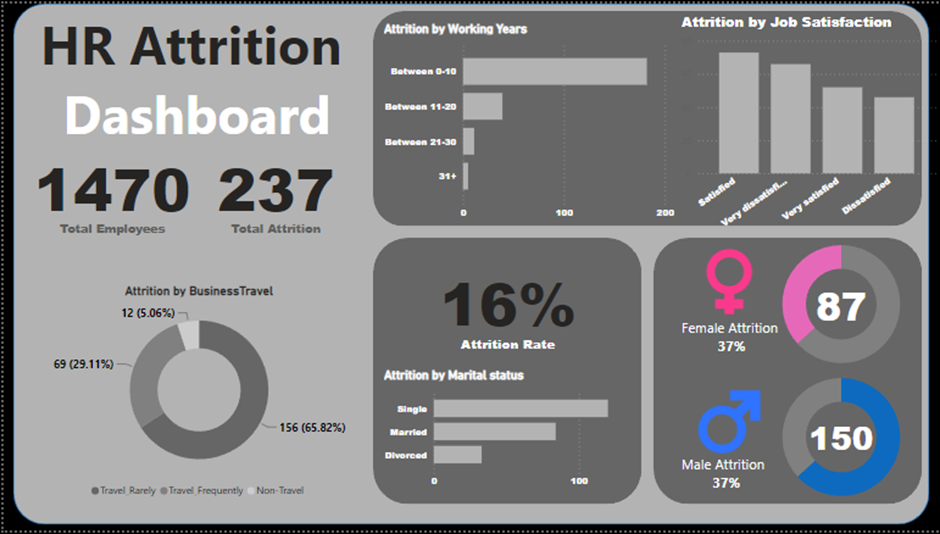 HR Attrition
Dashboard
1470
237
Total Employees
Total Attrition
Attrition by BusinessTravel
12 (5.06%)
69 (29.11%)
156 (65.82%)
Travel_Rarely
Travel_Frequently
Non-Travel
Attrition by Working Years
Between 0-10
Between 11-20
Between 21-30
31+
0
100
200
Attrition by Job Satisfaction
Satisfied
Very dissatisfi...
Very satisfied
Dissatisfied
16%
Attrition Rate
Attrition by Marital status
Single
Married
Divorced
0
100
Female Attrition
37%
87
Male Attrition
37%
150